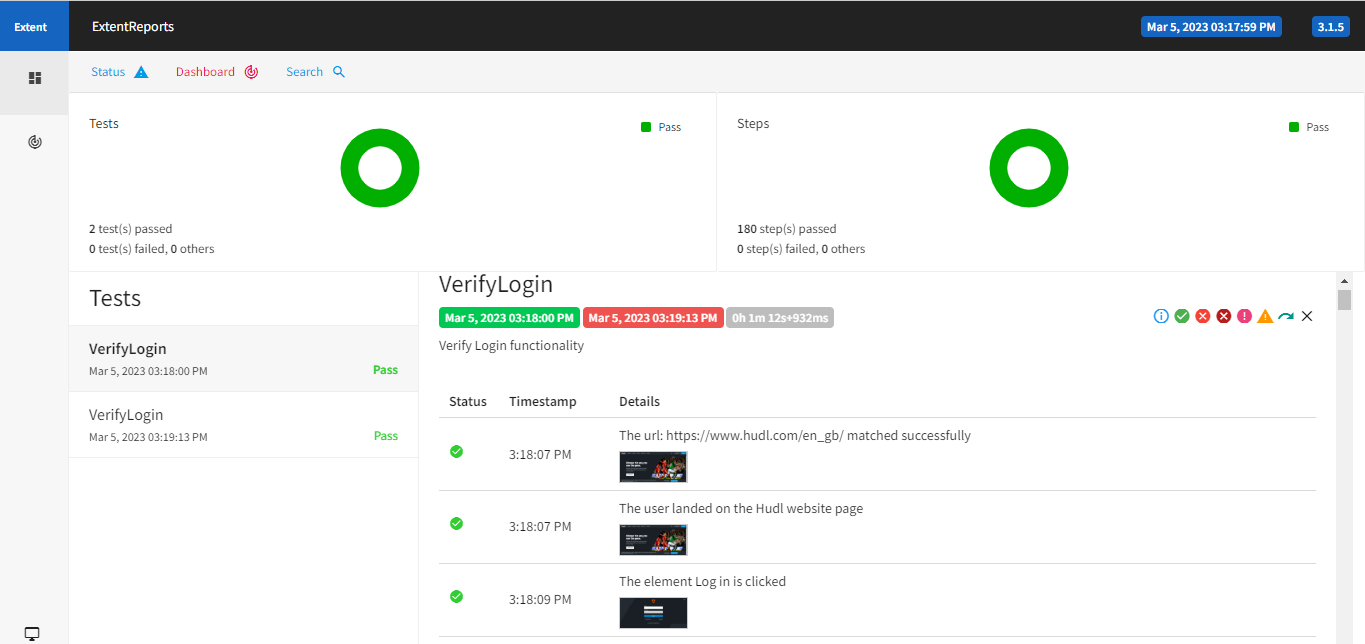 Extent
ExtentReports
Mar 5, 2023 03:17:59 PM
3.1.5
Status
Dashboard
Search
Tests
Pass
2 test(s) passed
0 test(s) failed, 0 others
Steps
Pass
180 step(s) passed
0 step(s) failed, 0 others
Tests
VerifyLogin
Mar 5, 2023 03:18:00 PM
Pass
VerifyLogin
Mar 5, 2023 03:19:13 PM
Pass
VerifyLogin
Mar 5, 2023 03:18:00 PM
Mar 5, 2023 03:19:13 PM
0h 1m 12s+932ms
Verify Login functionality
Status Timestamp Details
3:18:07 PM
The url: https://www.hudl.com/en_gb/ matched successfully
3:18:07 PM
The user landed on the Hudl website page
3:18:09 PM
The element Log in is clicked